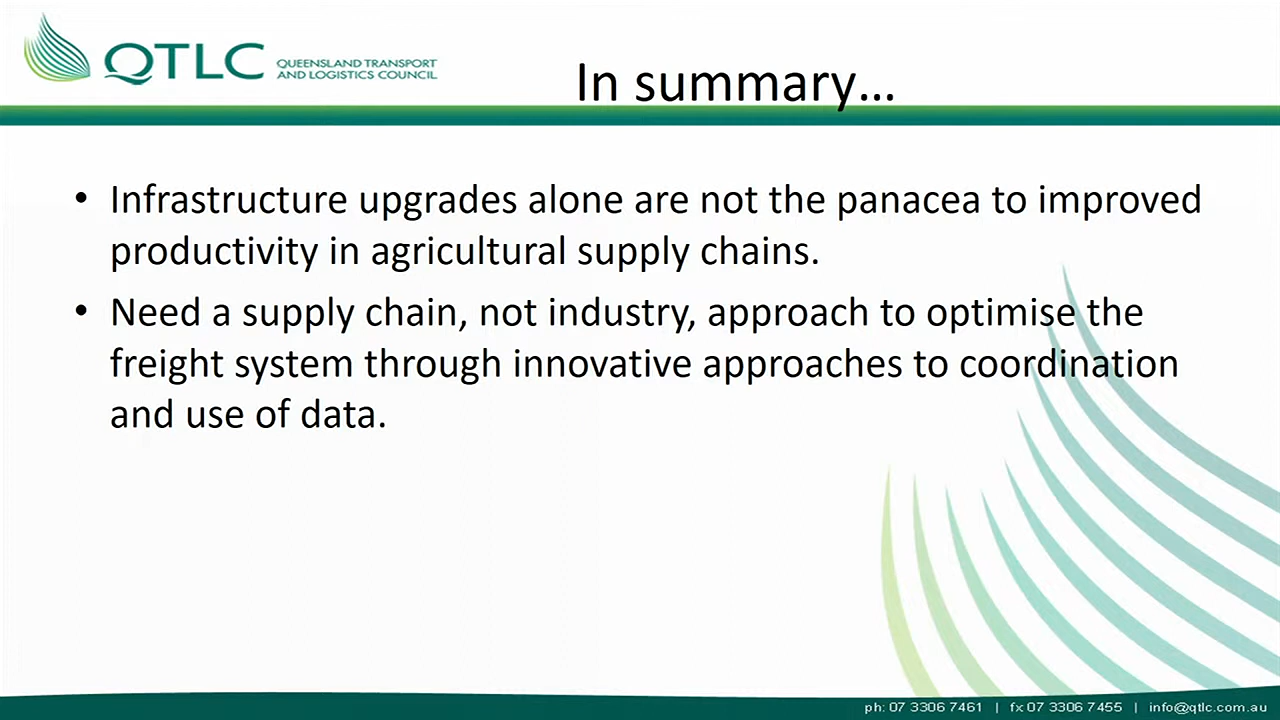 QTLC
QUEENSLAND TRANSPORT
AND LOGISTICS COUNCIL
In summary…
• Infrastructure upgrades alone are not the panacea to improved
productivity in agricultural supply chains.
• Need a supply chain, not industry, approach to optimise the
freight system through innovative approaches to coordination
and use of data.
ph: 07 3306 7461 | fx 07 3306 7455 | info@qtlc.com.au